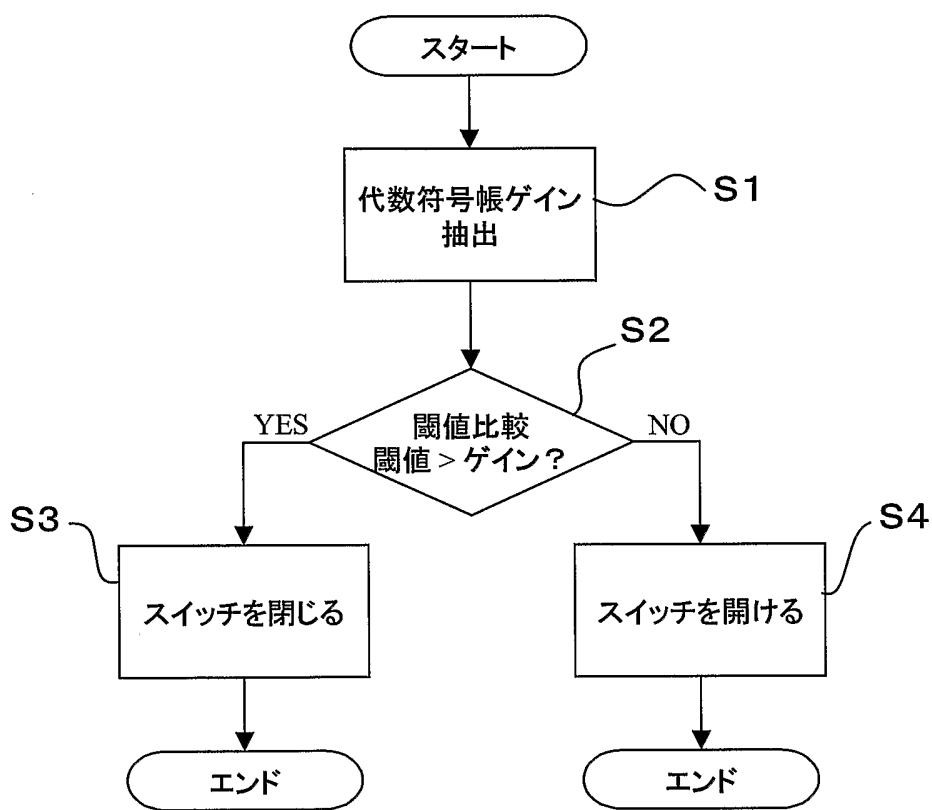 スタート
代数符号帳ゲイン
抽出
S1
S2
YES
閾値比較
閾値 > ゲイン?
NO
S3
スイッチを閉じる
S4
スイッチを開ける
エンド
エンド